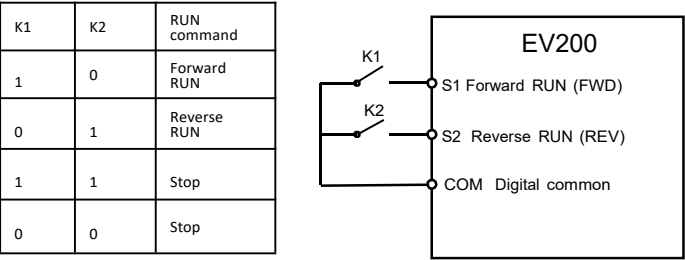 K1 K2 RUN command
1 0 Forward RUN
0 1 Reverse RUN
1 1 Stop
0 0 Stop
EV200
K1
S1 Forward RUN (FWD)
K2
S2 Reverse RUN (REV)
COM Digital common